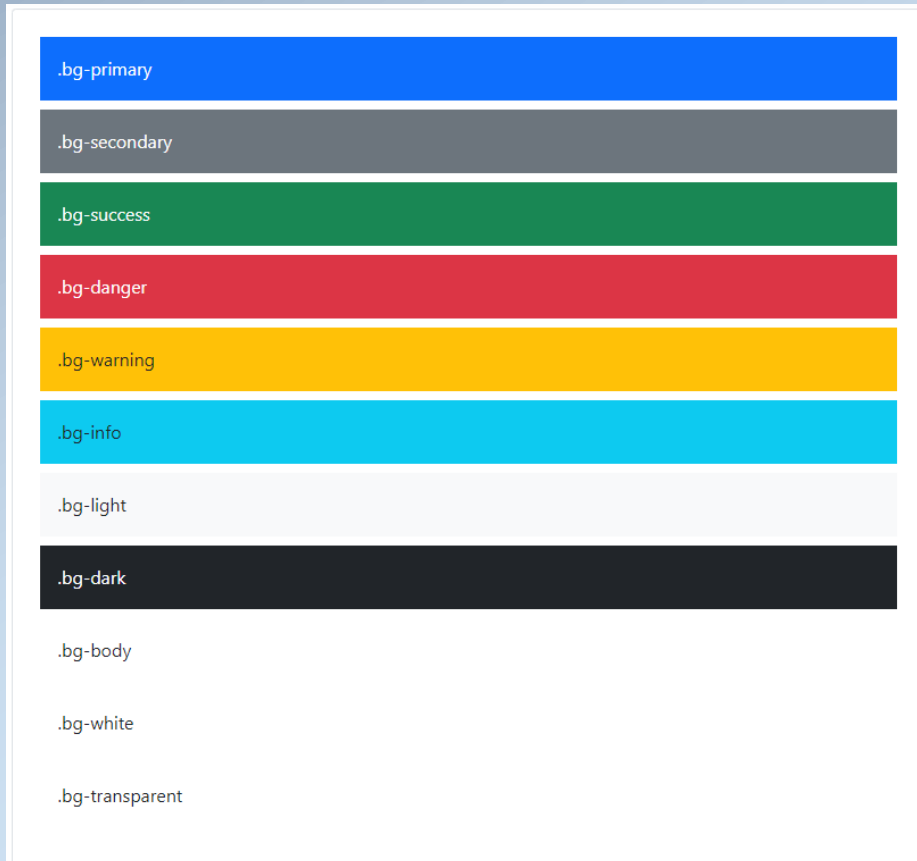 .bg-primary
.bg-secondary
.bg-success
.bg-danger
.bg-warning
.bg-info
.bg-light
.bg-dark
.bg-body
.bg-white
.bg-transparent